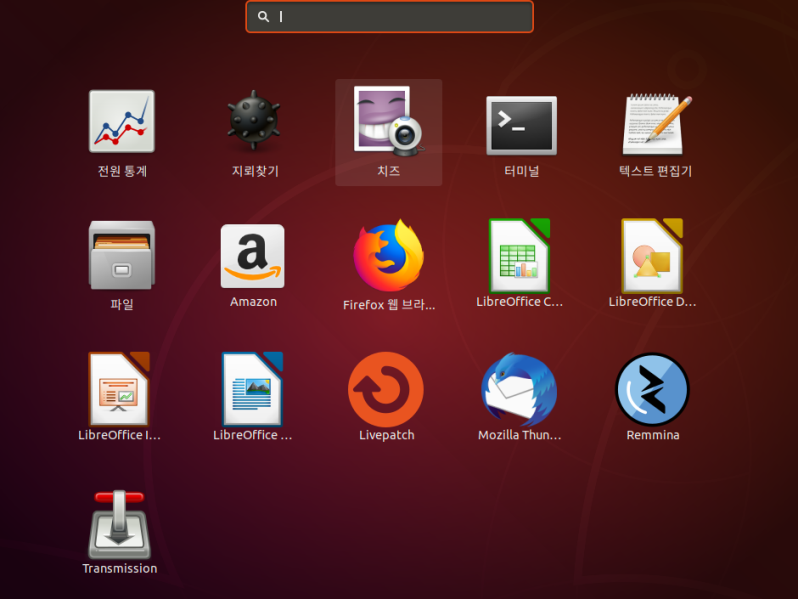 전원 통계
지뢰찾기
치즈
터미널
텍스트 편집기
파일
Amazon
Firefox 웹 브라...
LibreOffice C...
LibreOffice D...
LibreOffice I...
LibreOffice ...
Livepatch
Mozilla Thun...
Remmina
Transmission